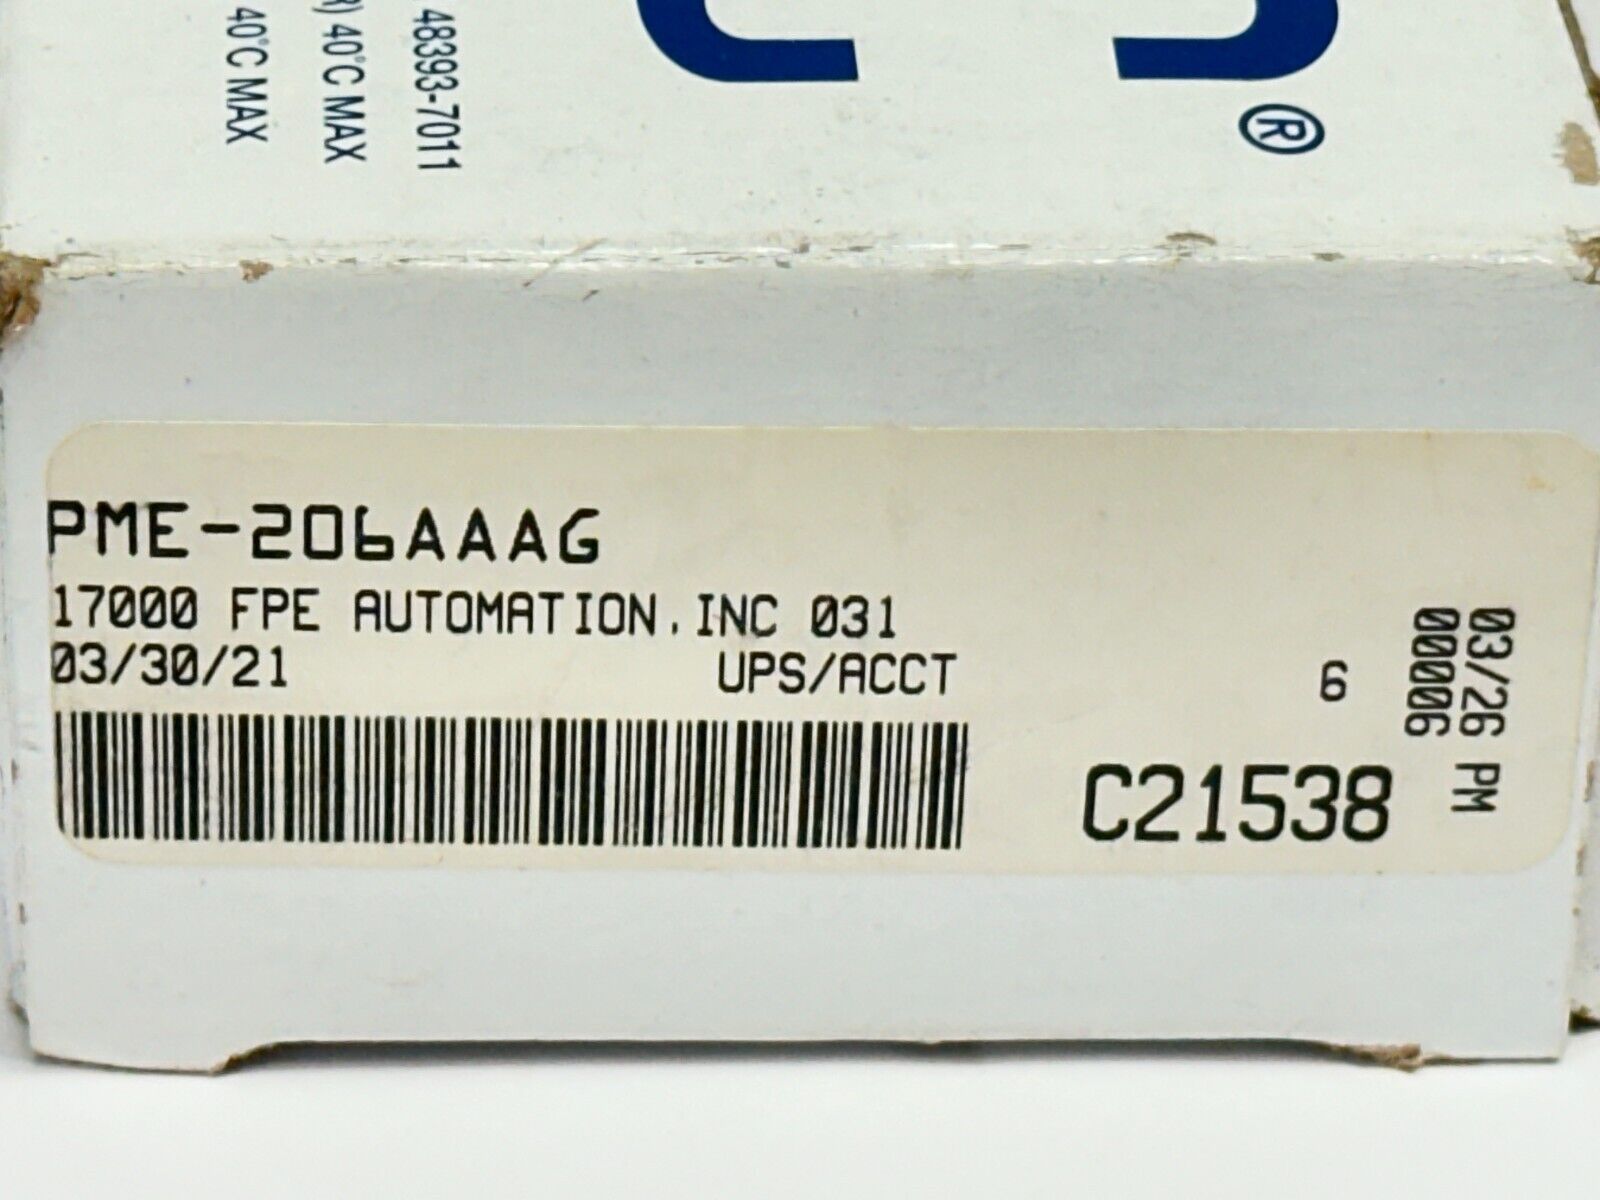 48393-7011
R) 40°C MAX
40°C MAX
®
PME-206AAAG
17000 FPE AUTOMATION, INC 031
03/30/21 UPS/ACCT 6
C21538
03/26 PM
00006